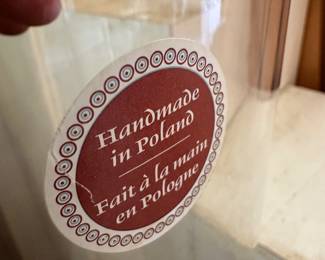 Handmade
in Poland
Fait à la main
en Pologne